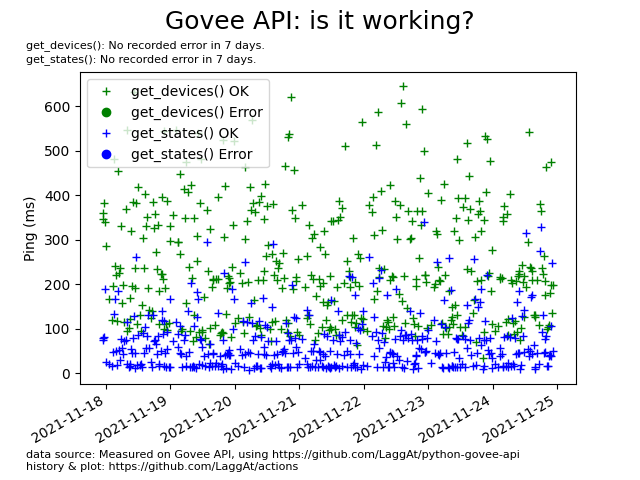 Govee API: is it working?
get_devices(): No recorded error in 7 days.
get_states(): No recorded error in 7 days.
get_devices() OK
get_devices() Error
get_states() OK
get_states() Error
600
500
400
300
200
100
0
Ping (ms)
2021-11-18
2021-11-19
2021-11-20
2021-11-21
2021-11-22
2021-11-23
2021-11-24
2021-11-25
data source: Measured on Govee API, using https://github.com/LaggAt/python-govee-api
history & plot: https://github.com/LaggAt/actions